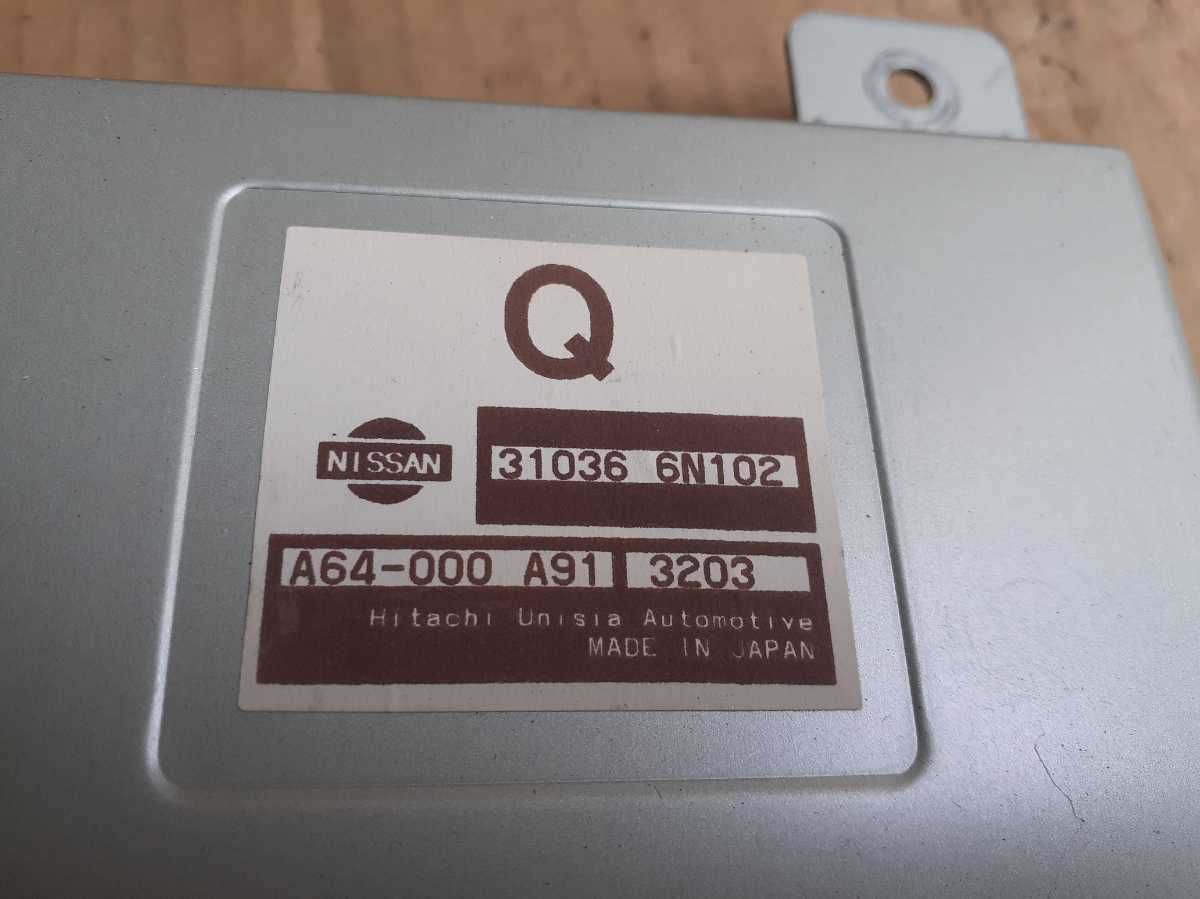 Q
NISSAN
31036 6N102
A64-000 A91 3203
Hitachi Unisia Automotive
MADE IN JAPAN